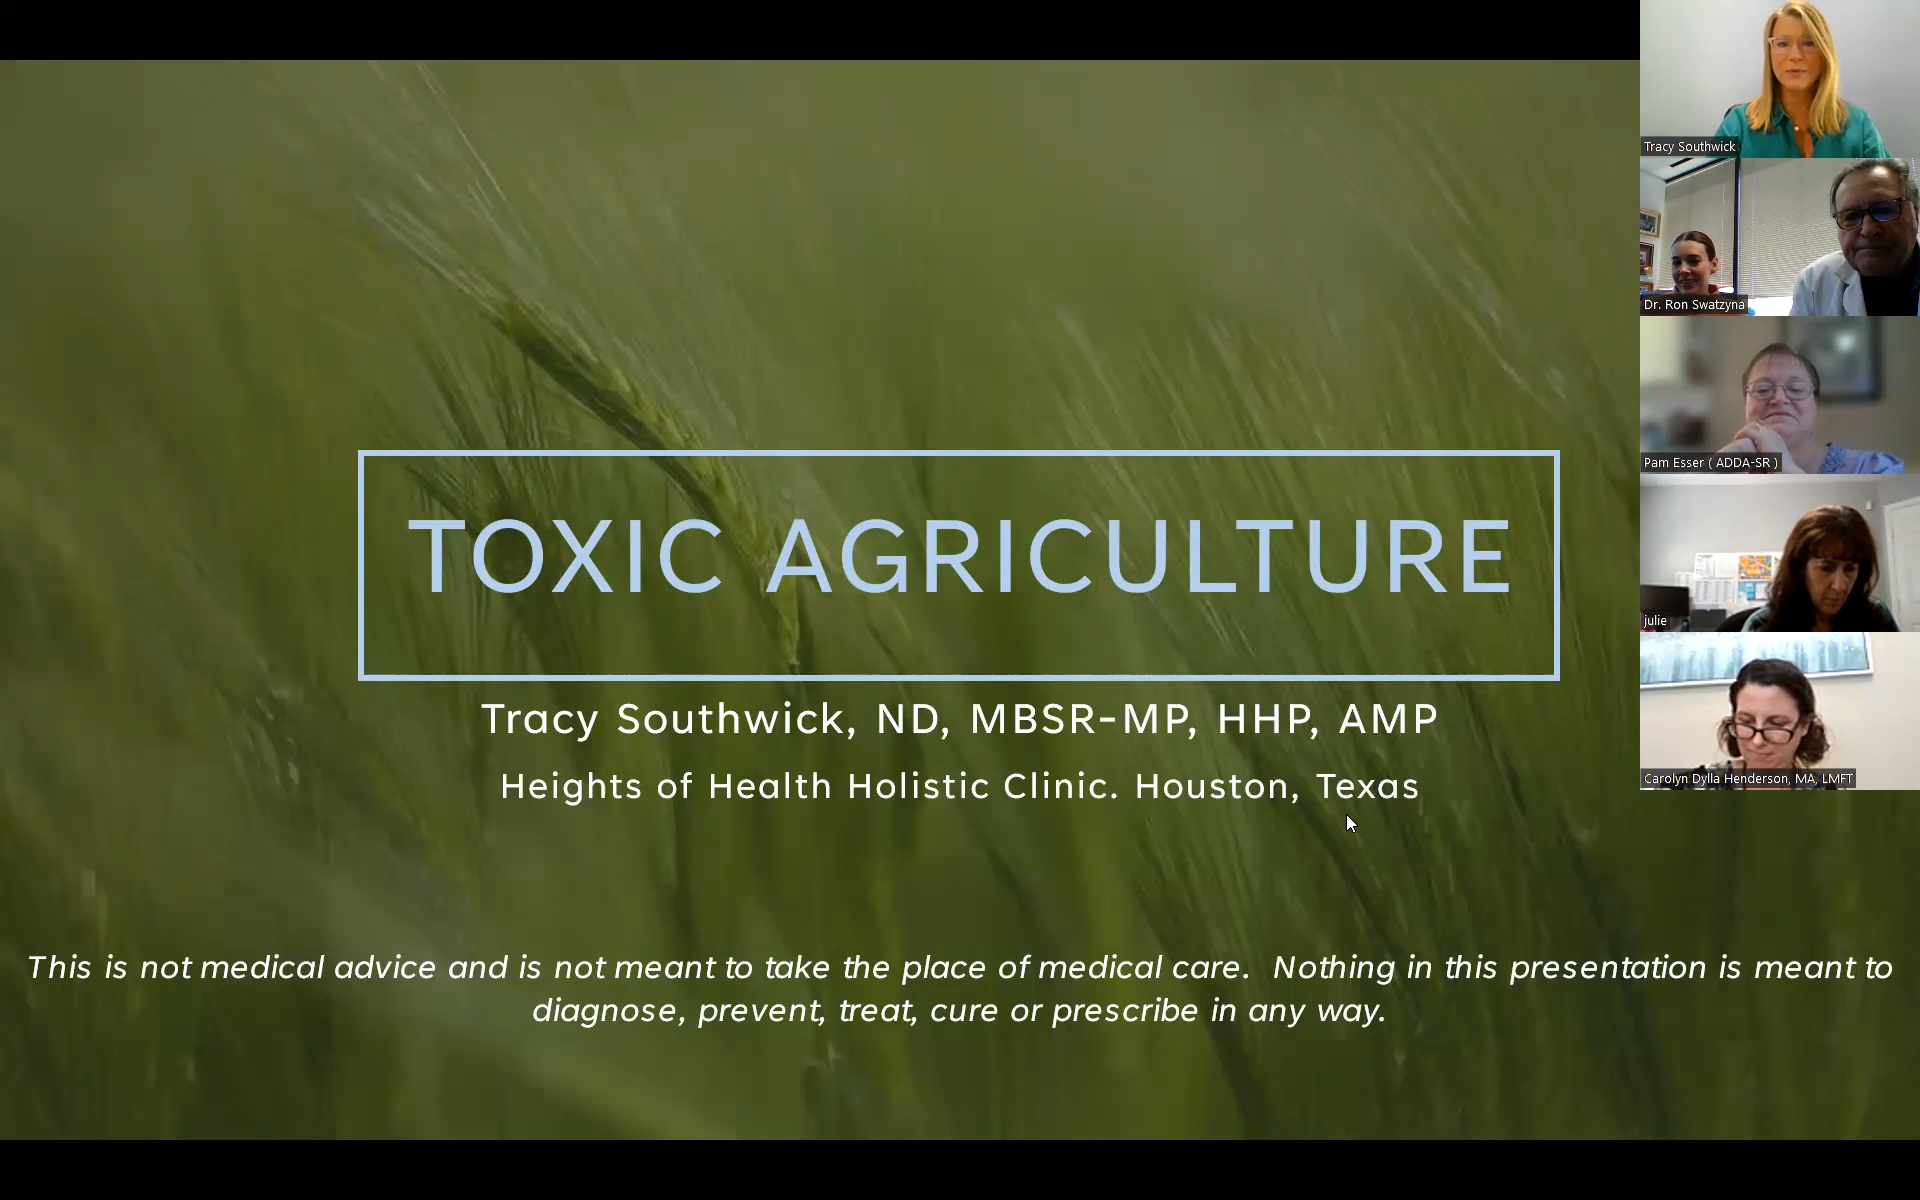 TOXIC AGRICULTURE
Tracy Southwick, ND, MBSR-MP, HHP, AMP
Heights of Health Holistic Clinic. Houston, Texas
This is not medical advice and is not meant to take the place of medical care. Nothing in this presentation is meant to
diagnose, prevent, treat, cure or prescribe in any way.
Tracy Southwick
Dr. Ron Swatzyna
Pam Esser ( ADDA-SR )
julie
Carolyn Dylla Henderson, MA, LMFT